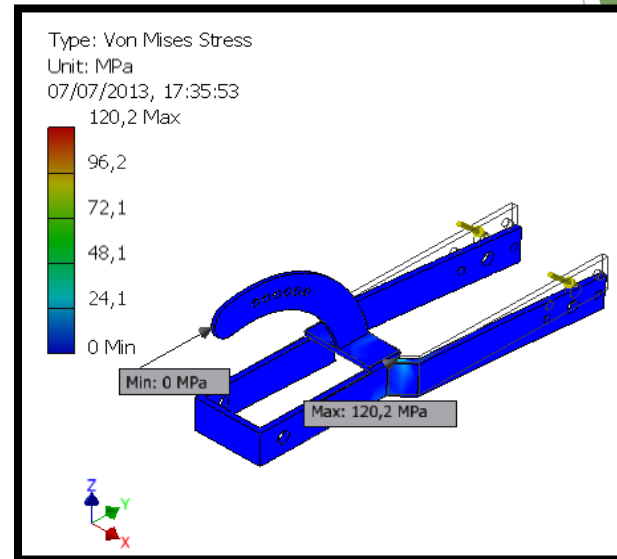 Type: Von Mises Stress
Unit: MPa
07/07/2013, 17:35:53
120,2 Max
96,2
72,1
48,1
24,1
0 Min
Min: 0 MPa
Max: 120,2 MPa
Z
Y
X